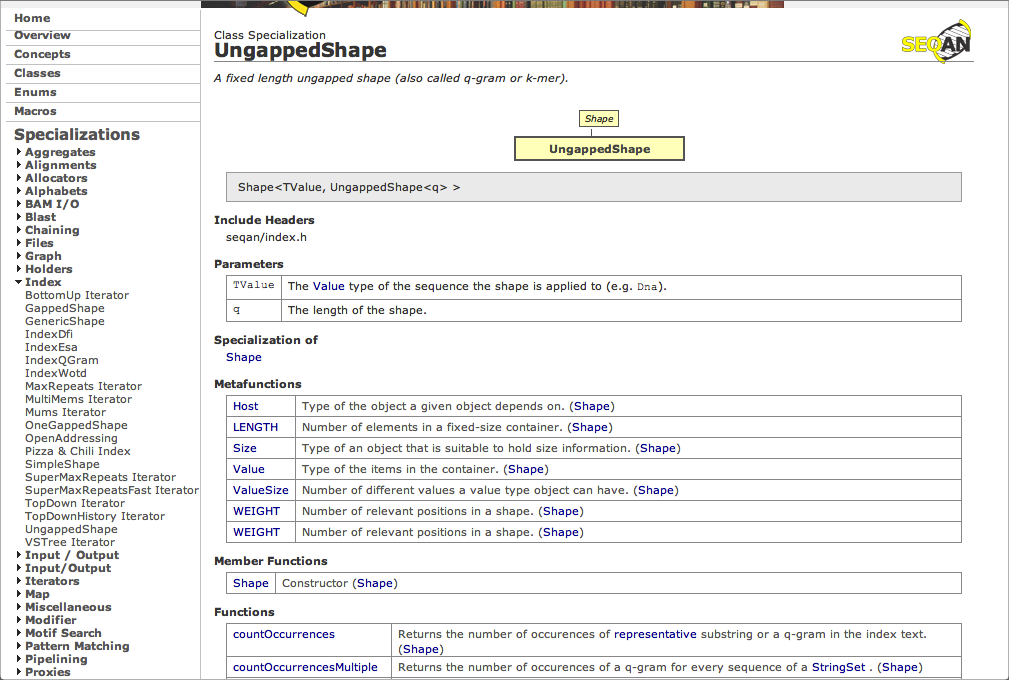 Home
Overview
Concepts
Classes
Enums
Macros
Specializations
Aggregates
Alignments
Allocators
Alphabets
BAM I/O
Blast
Chaining
Files
Graph
Holders
Index
BottomUp Iterator
GappedShape
GenericShape
IndexDfi
IndexEsa
IndexQGram
IndexWotd
MaxRepeats Iterator
MultiMems Iterator
Mums Iterator
OneGappedShape
OpenAddressing
Pizza & Chili Index
SimpleShape
SuperMaxRepeats Iterator
SuperMaxRepeatsFast Iterator
TopDown Iterator
TopDownHistory Iterator
UngappedShape
VSTree Iterator
Input / Output
Input/Output
Iterators
Map
Miscellaneous
Modifier
Motif Search
Pattern Matching
Pipelining
Proxies
Class Specialization
UngappedShape
SEQAN
A fixed length ungapped shape (also called q-gram or k-mer).
Shape
UngappedShape
Shape<TValue, UngappedShape<q> >
Include Headers
seqan/index.h
Parameters
TValue The Value type of the sequence the shape is applied to (e.g. Dna).
q The length of the shape.
Specialization of
Shape
Metafunctions
Host Type of the object a given object depends on. (Shape)
LENGTH Number of elements in a fixed-size container. (Shape)
Size Type of an object that is suitable to hold size information. (Shape)
Value Type of the items in the container. (Shape)
ValueSize Number of different values a value type object can have. (Shape)
WEIGHT Number of relevant positions in a shape. (Shape)
WEIGHT Number of relevant positions in a shape. (Shape)
Member Functions
Shape Constructor (Shape)
Functions
countOccurrences Returns the number of occurences of representative substring or a q-gram in the index text.
(Shape)
countOccurrencesMultiple Returns the number of occurences of a q-gram for every sequence of a StringSet . (Shape)